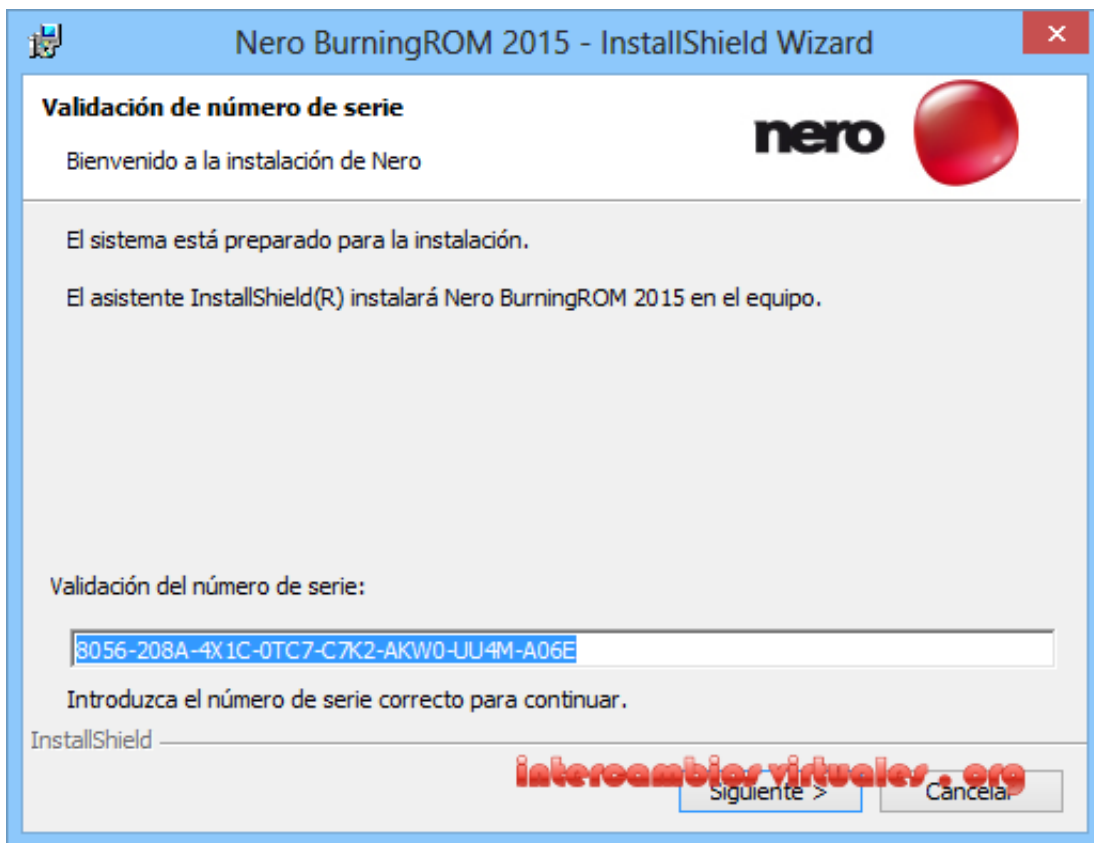 Nero BurningROM 2015 - InstallShield Wizard
Validación de número de serie
nero
Bienvenido a la instalación de Nero
El sistema está preparado para la instalación.
El asistente InstallShield(R) instalará Nero BurningROM 2015 en el equipo.
Validación del número de serie:
8056-208A-4X1C-0TC7-C7K2-AKW0-UU4M-A06E
Introduzca el número de serie correcto para continuar.
InstallShield
intercambios virtuales . org
Siguiente >
Cancelar